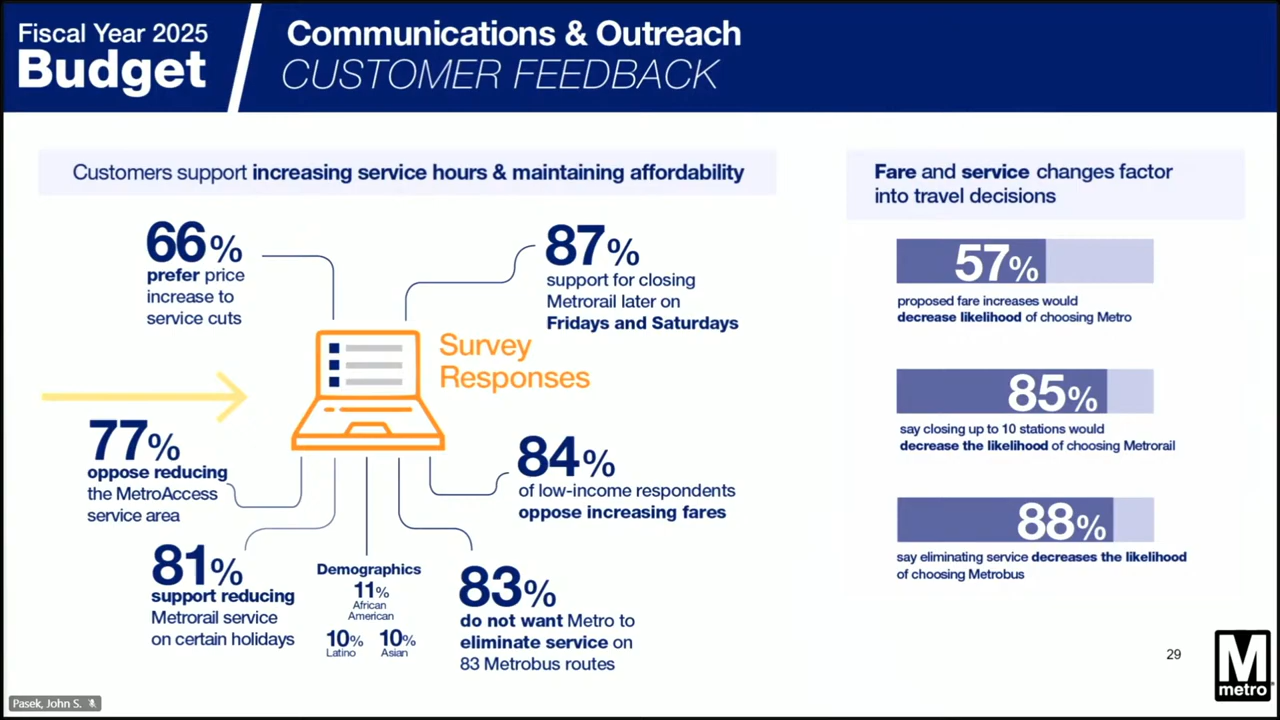 Fiscal Year 2025
Budget
Communications & Outreach
CUSTOMER FEEDBACK
Customers support increasing service hours & maintaining affordability
66%
prefer price
increase to
service cuts
87%
support for closing
Metrorail later on
Fridays and Saturdays
Survey
Responses
77%
oppose reducing
the MetroAccess
service area
84%
of low-income respondents
oppose increasing fares
81%
support reducing
Metrorail service
on certain holidays
Demographics
11%
African
American
10%
Latino
10%
Asian
83%
do not want Metro to
eliminate service on
83 Metrobus routes
Fare and service changes factor
into travel decisions
57%
proposed fare increases would
decrease likelihood of choosing Metro
85%
say closing up to 10 stations would
decrease the likelihood of choosing Metrorail
88%
say eliminating service decreases the likelihood
of choosing Metrobus
29
M
metro
Pasek, John S.